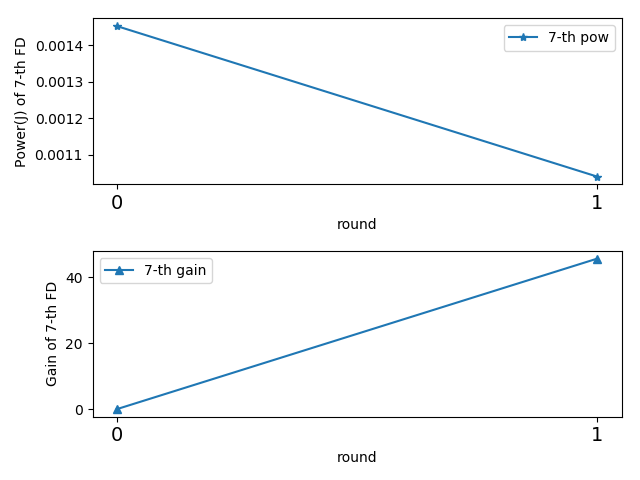 Power(J) of 7-th FD
0.0014
0.0013
0.0012
0.0011
7-th pow
0
1
round
Gain of 7-th FD
40
20
0
7-th gain
0
1
round